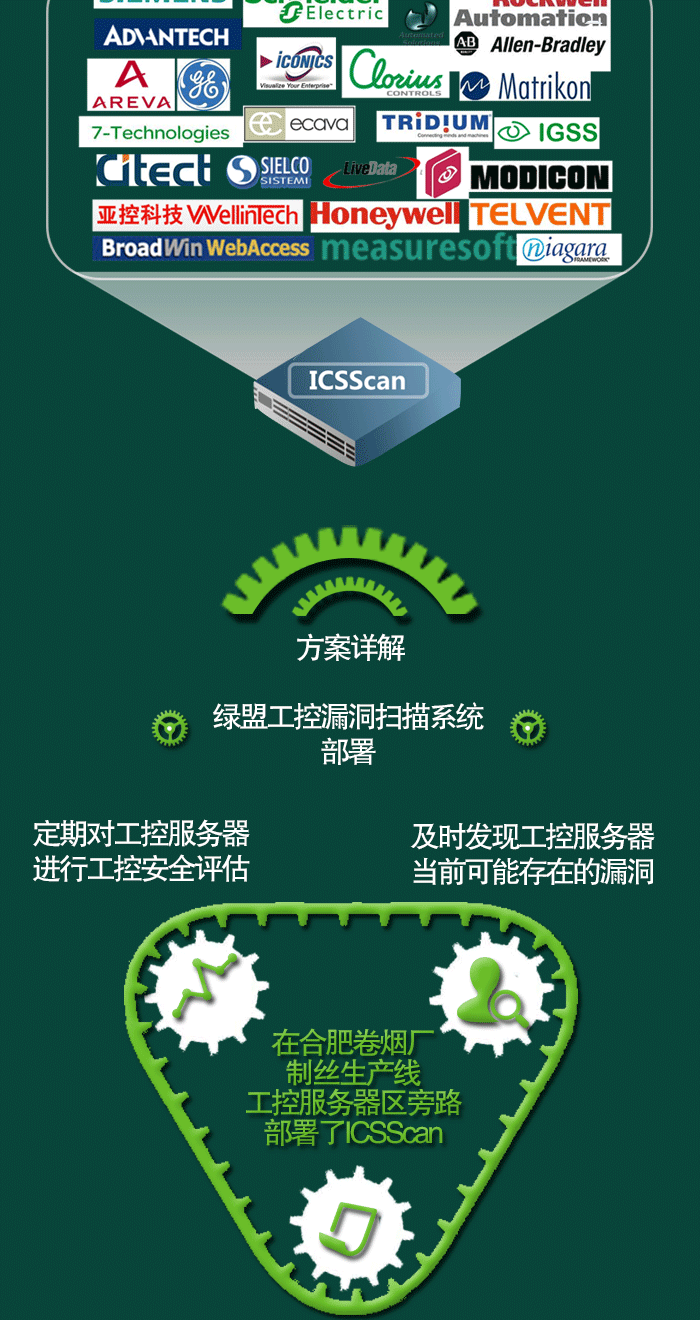 SIEMENS
Schneider
Electric
Automated
Solutions
Rockwell
Automation
ADVANTECH
AB
QUALITY
Allen-Bradley
AREVA
GE
ICONICS
Visualize Your Enterprise™
Clorius
CONTROLS
Matrikon
7-Technologies
ecava
TRiDiUM
Connecting minds and machines
IGSS
Citect
SIELCO
SISTEMI
LiveData
MODICON
亚控科技 WellinTech
Honeywell
TELVENT
BroadWin WebAccess
measuresoft
niagara
FRAMEWORK®
ICSScan
方案详解
绿盟工控漏洞扫描系统
部署
定期对工控服务器
进行工控安全评估
及时发现工控服务器
当前可能存在的漏洞
在合肥卷烟厂
制丝生产线
工控服务器区旁路
部署了ICSScan